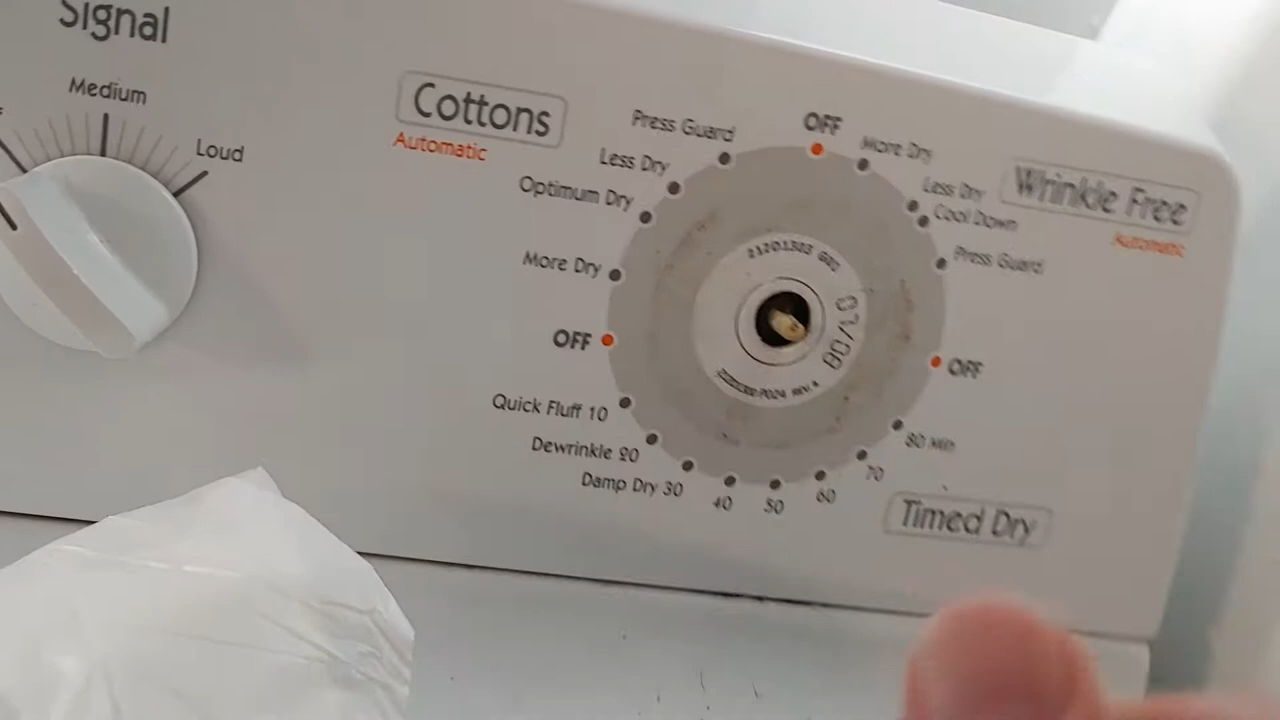 Signal
Medium
Loud
Cottons
Automatic
Press Guard
Less Dry
Optimum Dry
More Dry
OFF
Quick Fluff 10
Dewrinkle 20
Damp Dry 30
40
50
60
70
80 Min
Timed Dry
OFF
More Dry
Less Dry
Cool Down
Press Guard
OFF
Wrinkle Free
Automatic